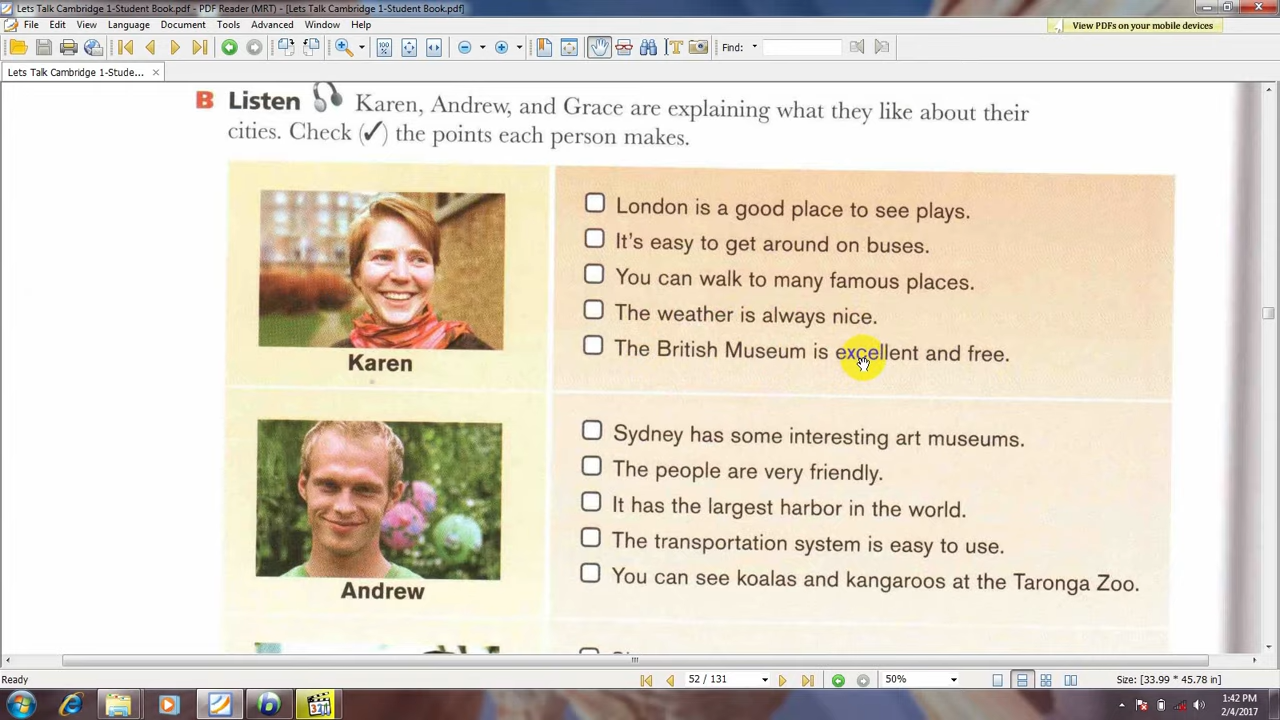 Lets Talk Cambridge 1-Student Book.pdf - PDF Reader (MRT) - [Lets Talk Cambridge 1-Student Book.pdf]
File Edit View Language Document Tools Advanced Window Help
View PDFs on your mobile devices
Find:
Lets Talk Cambridge 1-Stude... ×
B Listen Karen, Andrew, and Grace are explaining what they like about their
cities. Check (✓) the points each person makes.
London is a good place to see plays.
It's easy to get around on buses.
You can walk to many famous places.
The weather is always nice.
The British Museum is excellent and free.
Karen
Sydney has some interesting art museums.
The people are very friendly.
It has the largest harbor in the world.
The transportation system is easy to use.
You can see koalas and kangaroos at the Taronga Zoo.
Andrew
Ready 52 / 131 50% Size: [33.99 * 45.78 in]
1:42 PM
2/4/2017